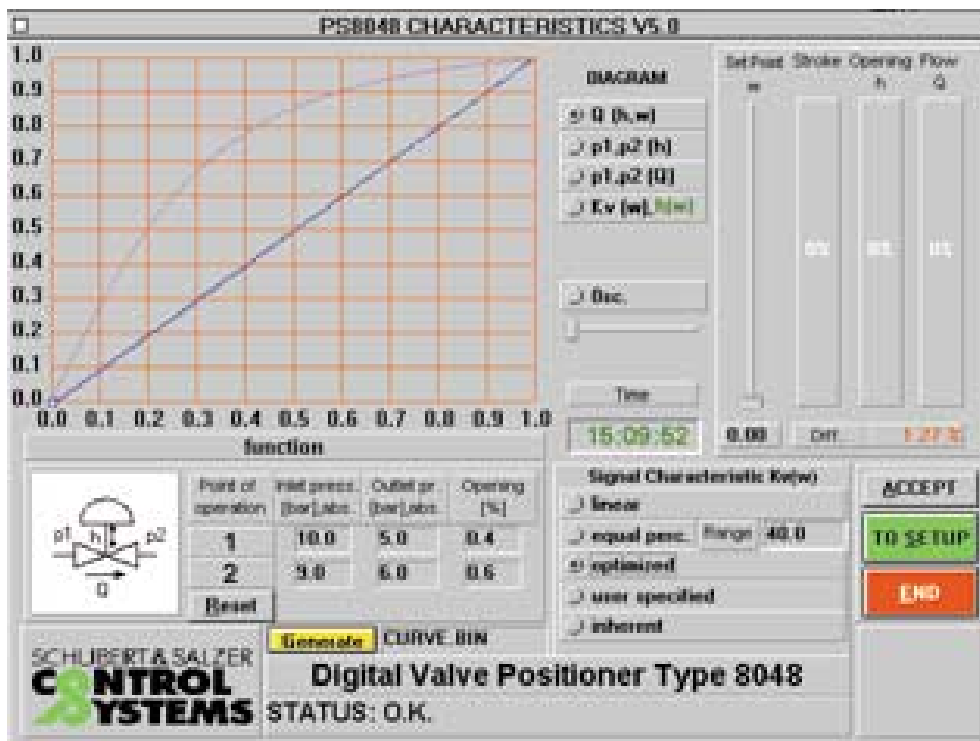 PS8048 CHARACTERISTICS V5.0
1.0
0.9
0.8
0.7
0.6
0.5
0.4
0.3
0.2
0.1
0.0
0.0 0.1 0.2 0.3 0.4 0.5 0.6 0.7 0.8 0.9 1.0
function
DIAGRAM
Q (h,w)
p1,p2 (h)
p1,p2 (Q)
Kv (w),h(w)
Osc.
Time
15:09:52
Set Point w
Stroke
Opening h
Flow Q
0%
0%
0.00
Diff.
1.27 %
p1 h p2
Q
Point of operation
Inlet press. [bar],abs.
Outlet pr. [bar],abs.
Opening [%]
1 10.0 5.0 0.4
2 9.0 6.0 0.6
Reset
Signal Characteristic Kv(w)
linear
equal perc. Range 40.0
optimized
user specified
inherent
ACCEPT
TO SETUP
END
Generate CURVE.BIN
SCHUBERT & SALZER
CONTROL
SYSTEMS
Digital Valve Positioner Type 8048
STATUS: O.K.